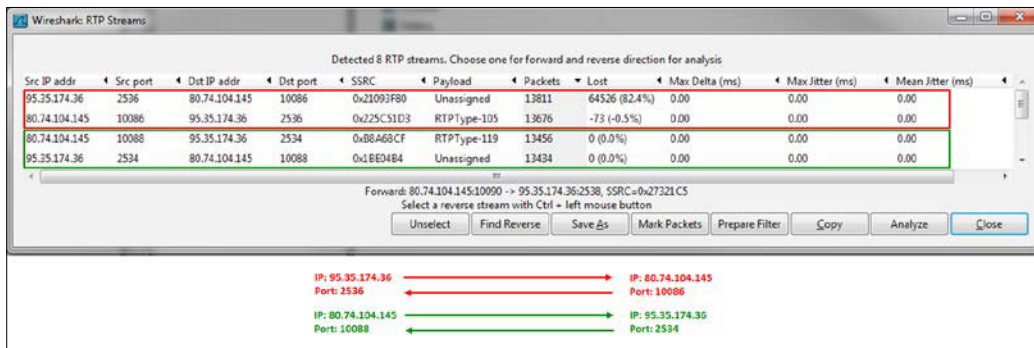 Wireshark: RTP Streams
Detected 8 RTP streams. Choose one for forward and reverse direction for analysis
Src IP addr Src port Dst IP addr Dst port SSRC Payload Packets Lost Max Delta (ms) Max Jitter (ms) Mean Jitter (ms)
95.35.174.36 2536 80.74.104.145 10086 0x21093FB0 Unassigned 13811 64526 (82.4%) 0.00 0.00 0.00
80.74.104.145 10086 95.35.174.36 2536 0x225C51D3 RTPType-105 13676 -73 (-0.5%) 0.00 0.00 0.00
80.74.104.145 10088 95.35.174.36 2534 0xB8A68CF RTPType-119 13456 0 (0.0%) 0.00 0.00 0.00
95.35.174.36 2534 80.74.104.145 10088 0x1BE04B4 Unassigned 13434 0 (0.0%) 0.00 0.00 0.00
Forward: 80.74.104.145:10090 -> 95.35.174.36:2538, SSRC=0x27321C5
Select a reverse stream with Ctrl + left mouse button
Unselect Find Reverse Save As Mark Packets Prepare Filter Copy Analyze Close
IP: 95.35.174.36 IP: 80.74.104.145
Port: 2536 Port: 10086
IP: 80.74.104.145 IP: 95.35.174.36
Port: 10088 Port: 2534